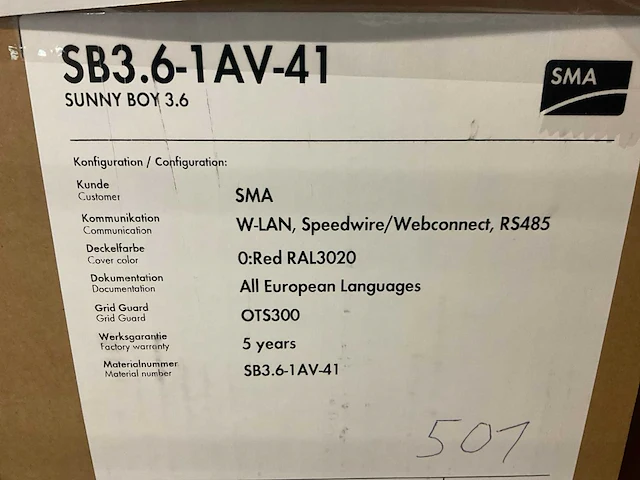 SB3.6-1AV-41
SMA
SUNNY BOY 3.6
Konfiguration / Configuration:
Kunde
Customer
SMA
Kommunikation
Communication
W-LAN, Speedwire/Webconnect, RS485
Deckelfarbe
Cover color
0:Red RAL3020
Dokumentation
Documentation
All European Languages
Grid Guard
Grid Guard
OTS300
Werksgarantie
Factory warranty
5 years
Materialnummer
Material number
SB3.6-1AV-41
501